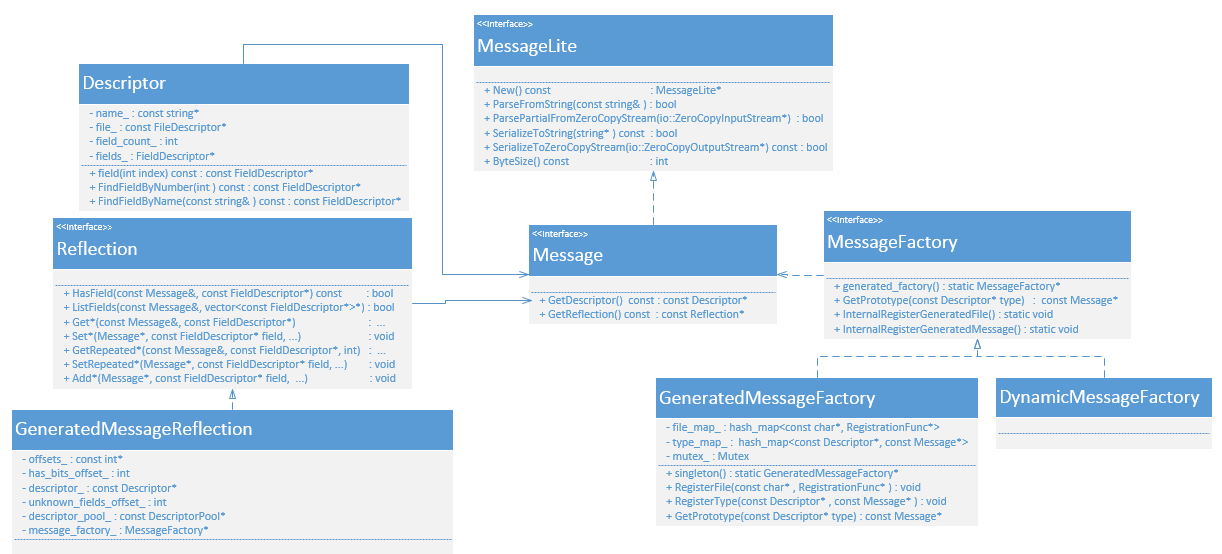 <<Interface>>
MessageLite
+ New() const : MessageLite*
+ ParseFromString(const string& ) : bool
+ ParsePartialFromZeroCopyStream(io::ZeroCopyInputStream*) : bool
+ SerializeToString(string* ) const : bool
+ SerializeToZeroCopyStream(io::ZeroCopyOutputStream*) const : bool
+ ByteSize() const : int
Descriptor
- name_ : const string*
- file_ : const FileDescriptor*
- field_count_ : int
- fields_ : FieldDescriptor*
+ field(int index) const : const FieldDescriptor*
+ FindFieldByNumber(int ) const : const FieldDescriptor*
+ FindFieldByName(const string& ) const : const FieldDescriptor*
<<Interface>>
Reflection
+ HasField(const Message&, const FieldDescriptor*) const : bool
+ ListFields(const Message&, vector<const FieldDescriptor*>*) : bool
+ Get*(const Message&, const FieldDescriptor*) : ...
+ Set*(Message*, const FieldDescriptor* field, ...) : void
+ GetRepeated*(const Message&, const FieldDescriptor*, int) : ...
+ SetRepeated*(Message*, const FieldDescriptor* field, ...) : void
+ Add*(Message*, const FieldDescriptor* field, ...) : void
<<Interface>>
Message
+ GetDescriptor() const : const Descriptor*
+ GetReflection() const : const Reflection*
<<Interface>>
MessageFactory
+ generated_factory() : static MessageFactory*
+ GetPrototype(const Descriptor* type) : const Message*
+ InternalRegisterGeneratedFile() : static void
+ InternalRegisterGeneratedMessage() : static void
GeneratedMessageReflection
- offsets_ : const int*
- has_bits_offset_ : int
- descriptor_ : const Descriptor*
- unknown_fields_offset_ : int
- descriptor_pool_ : const DescriptorPool*
- message_factory_ : MessageFactory*
GeneratedMessageFactory
- file_map_ : hash_map<const char*, RegistrationFunc*>
- type_map_ : hash_map<const Descriptor*, const Message*>
- mutex_ : Mutex
+ singleton() : static GeneratedMessageFactory*
+ RegisterFile(const char* , RegistrationFunc* ) : void
+ RegisterType(const Descriptor* , const Message* ) : void
+ GetPrototype(const Descriptor* type) : const Message*
DynamicMessageFactory